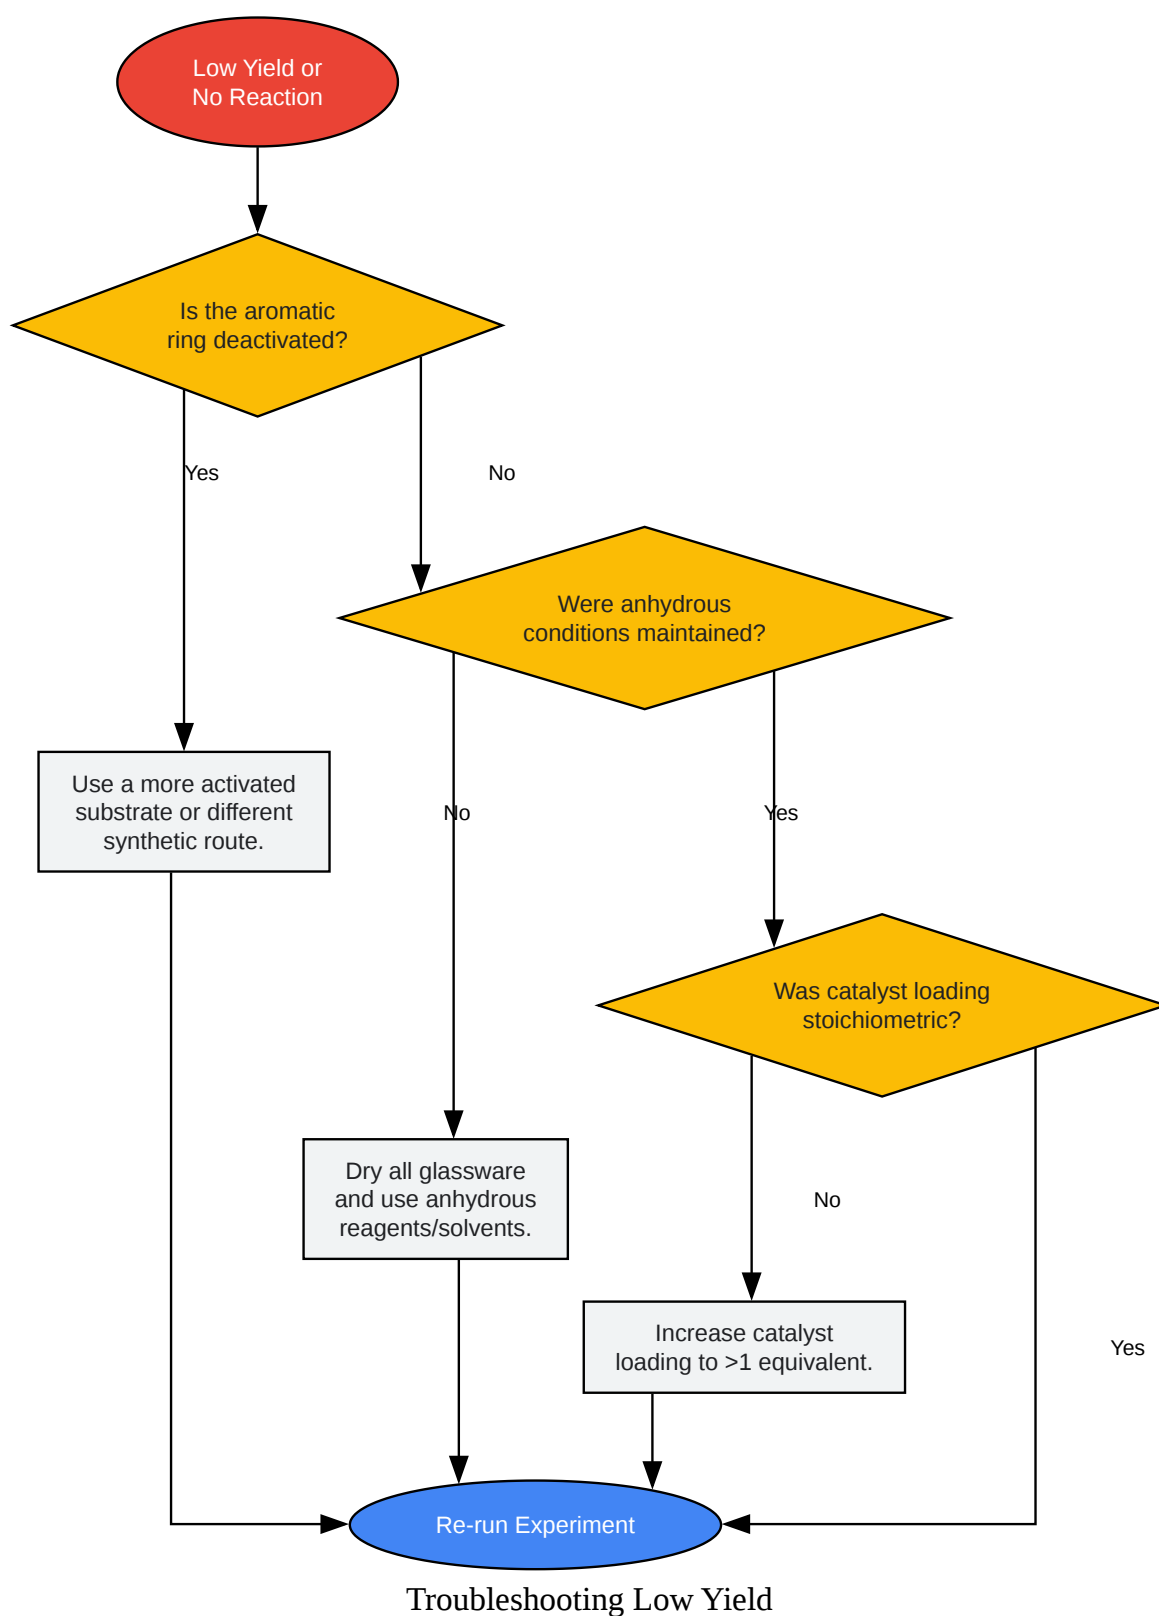 Low Yield or
No Reaction
Is the aromatic
ring deactivated?
Yes
No
Were anhydrous
conditions maintained?
Use a more activated
substrate or different
synthetic route.
No
Yes
Was catalyst loading
stoichiometric?
Dry all glassware
and use anhydrous
reagents/solvents.
No
Increase catalyst
loading to >1 equivalent.
Yes
Re-run Experiment
Troubleshooting Low Yield